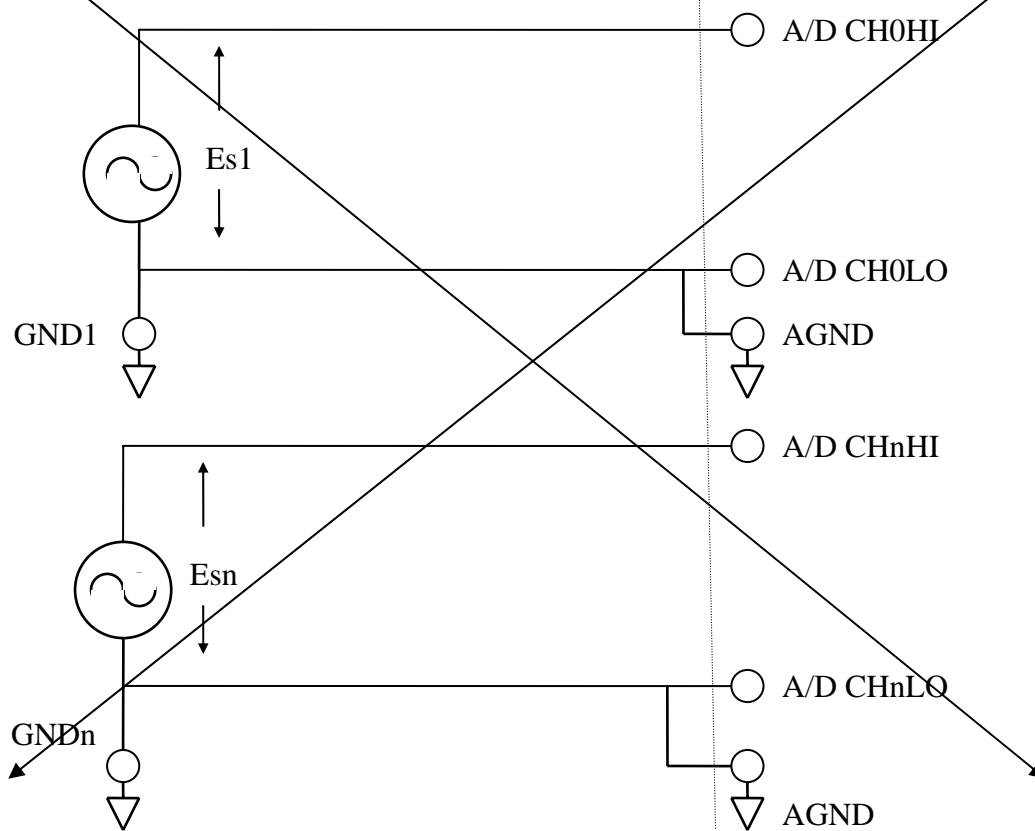 A/D CH0HI
Es1
A/D CH0LO
GND1
AGND
A/D CHnHI
Esn
A/D CHnLO
GNDn
AGND